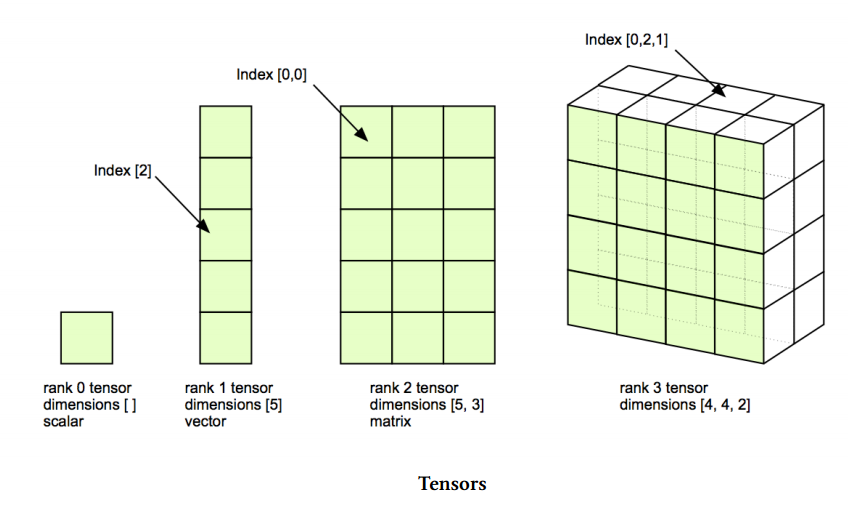 Index [0,2,1]
Index [0,0]
Index [2]
rank 0 tensor
dimensions [ ]
scalar
rank 1 tensor
dimensions [5]
vector
rank 2 tensor
dimensions [5, 3]
matrix
rank 3 tensor
dimensions [4, 4, 2]
Tensors